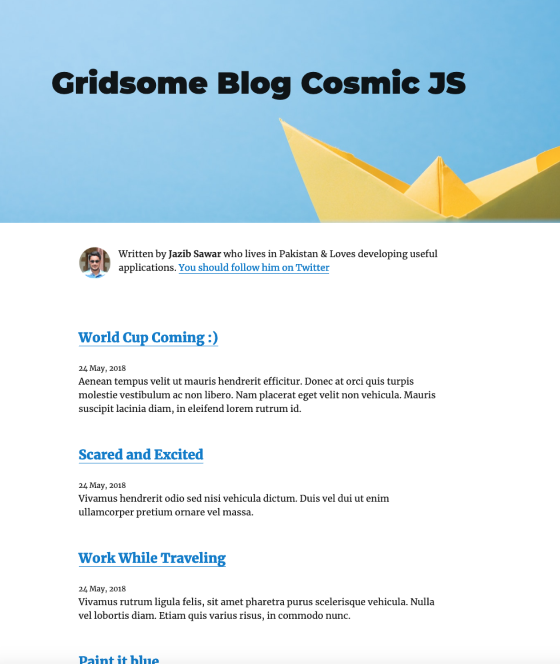 Gridsome Blog Cosmic JS
Written by Jazib Sawar who lives in Pakistan & Loves developing useful
applications. You should follow him on Twitter
World Cup Coming :)
24 May, 2018
Aenean tempus velit ut mauris hendrerit efficitur. Donec at orci quis turpis
molestie vestibulum ac non libero. Nam placerat eget velit non vehicula. Mauris
suscipit lacinia diam, in eleifend lorem rutrum id.
Scared and Excited
24 May, 2018
Vivamus hendrerit odio sed nisi vehicula dictum. Duis vel dui ut enim
ullamcorper pretium ornare vel massa.
Work While Traveling
24 May, 2018
Vivamus rutrum ligula felis, sit amet pharetra purus scelerisque vehicula. Nulla
vel lobortis diam. Etiam quis varius risus, in commodo nunc.
Paint it blue